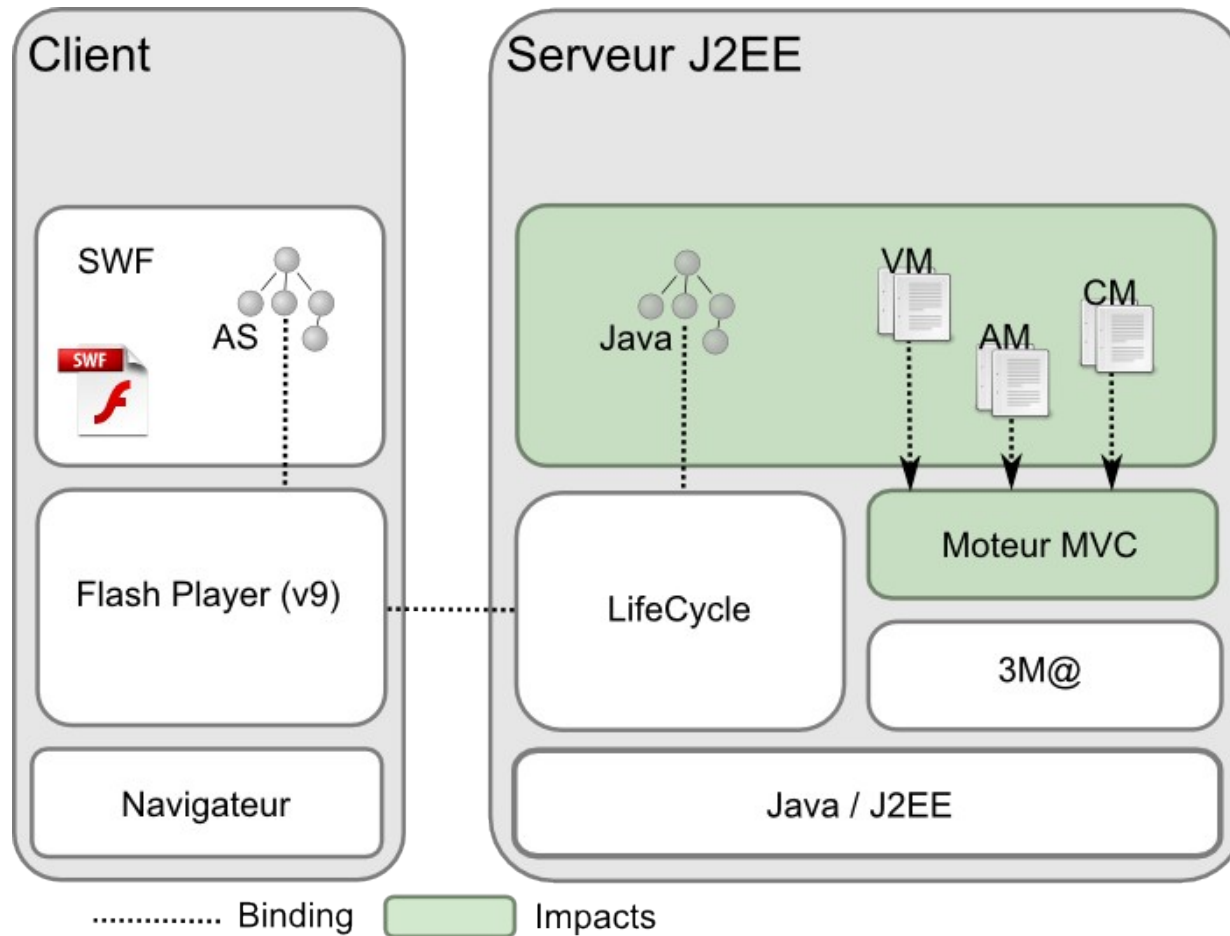 Client
Serveur J2EE
SWF
AS
SWF
Java
VM
AM
CM
Flash Player (v9)
LifeCycle
Moteur MVC
3M@
Navigateur
Java / J2EE
Binding
Impacts